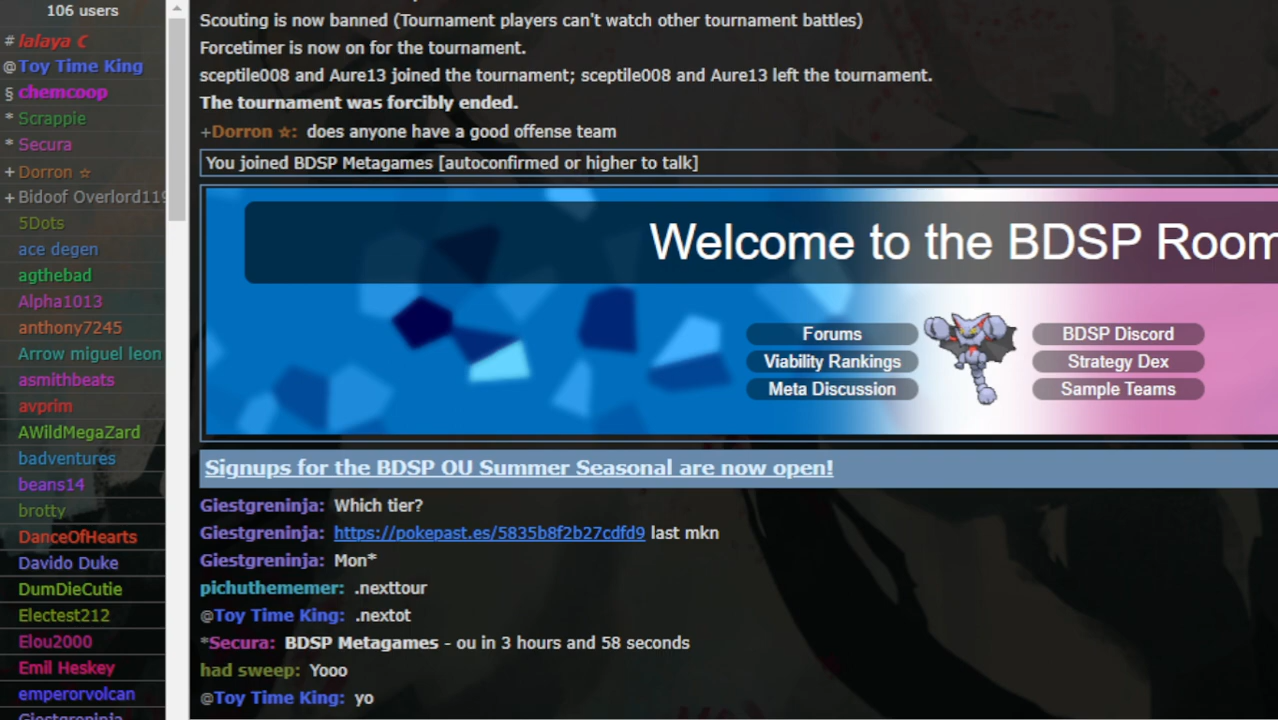 106 users
#lalaya C
@Toy Time King
§ chemcoop
* Scrappie
* Secura
+ Dorron ☆
+ Bidoof Overlord119
5Dots
ace degen
agthebad
Alpha1013
anthony7245
Arrow miguel leon
asmithbeats
avprim
AWildMegaZard
badventures
beans14
brotty
DanceOfHearts
Davido Duke
DumDieCutie
Electest212
Elou2000
Emil Heskey
emperorvolcan
Giestgreninja
Scouting is now banned (Tournament players can't watch other tournament battles)
Forcetimer is now on for the tournament.
sceptile008 and Aure13 joined the tournament; sceptile008 and Aure13 left the tournament.
The tournament was forcibly ended.
+Dorron ☆: does anyone have a good offense team
You joined BDSP Metagames [autoconfirmed or higher to talk]
Welcome to the BDSP Room
Forums
BDSP Discord
Viability Rankings
Strategy Dex
Meta Discussion
Sample Teams
Signups for the BDSP OU Summer Seasonal are now open!
Giestgreninja: Which tier?
Giestgreninja: https://pokepast.es/5835b8f2b27cdfd9 last mkn
Giestgreninja: Mon*
pichuthememer: .nexttour
@Toy Time King: .nextot
*Secura: BDSP Metagames - ou in 3 hours and 58 seconds
had sweep: Yooo
@Toy Time King: yo